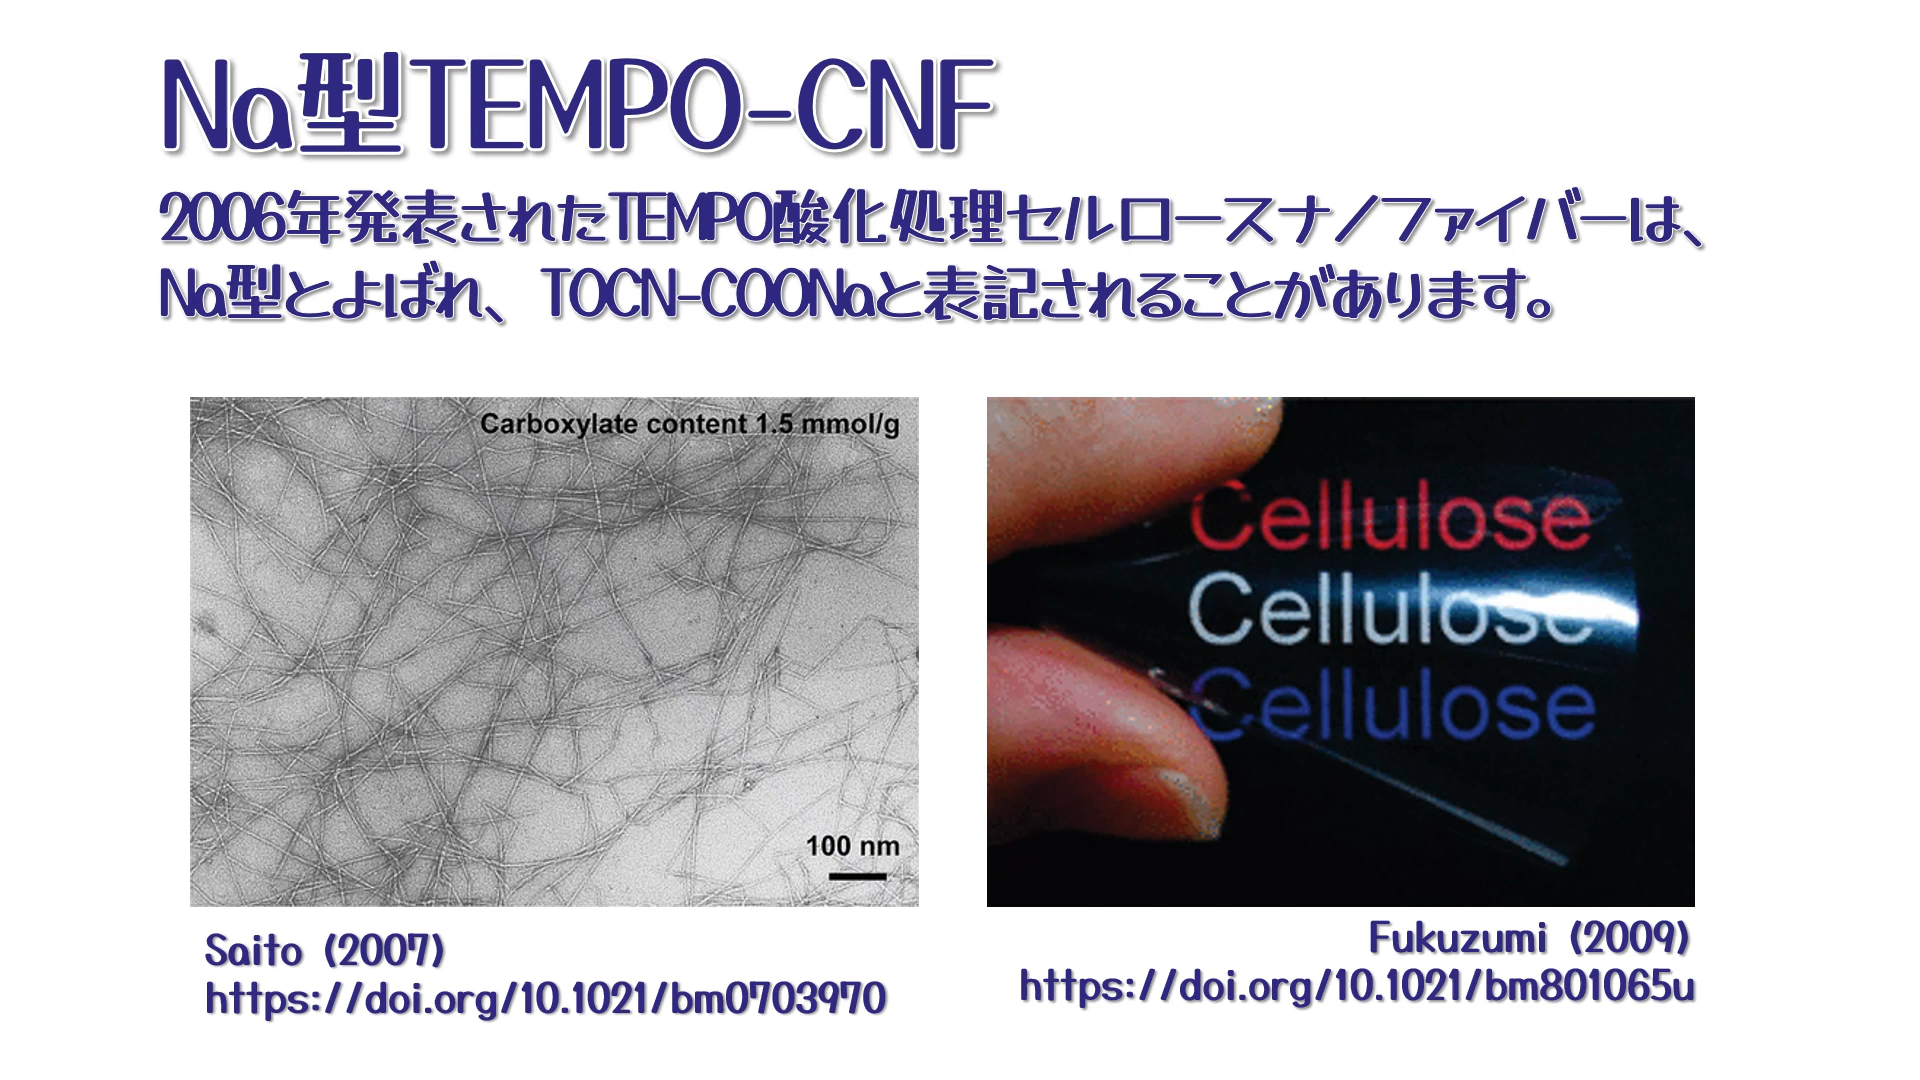 Na型TEMPO-CNF
2006年発表されたTEMPO酸化処理セルロースナノファイバーは、
Na型とよばれ、TOCN-COONaと表記されることがあります。
Carboxylate content 1.5 mmol/g
100 nm
Cellulose
Cellulose
Cellulose
Saito (2007)
https://doi.org/10.1021/bm0703970
Fukuzumi (2009)
https://doi.org/10.1021/bm801065u